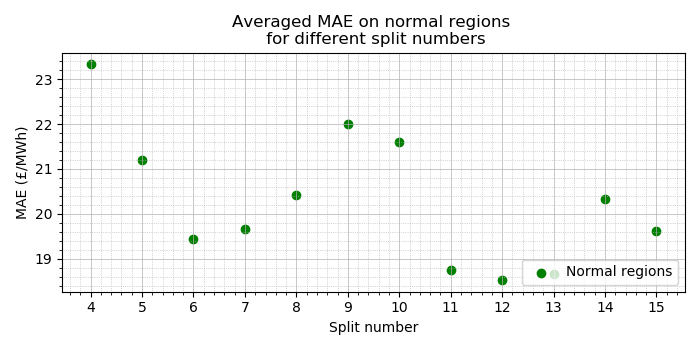 Averaged MAE on normal regions
for different split numbers
MAE (£/MWh)
23
22
21
20
19
Normal regions
4 5 6 7 8 9 10 11 12 13 14 15
Split number